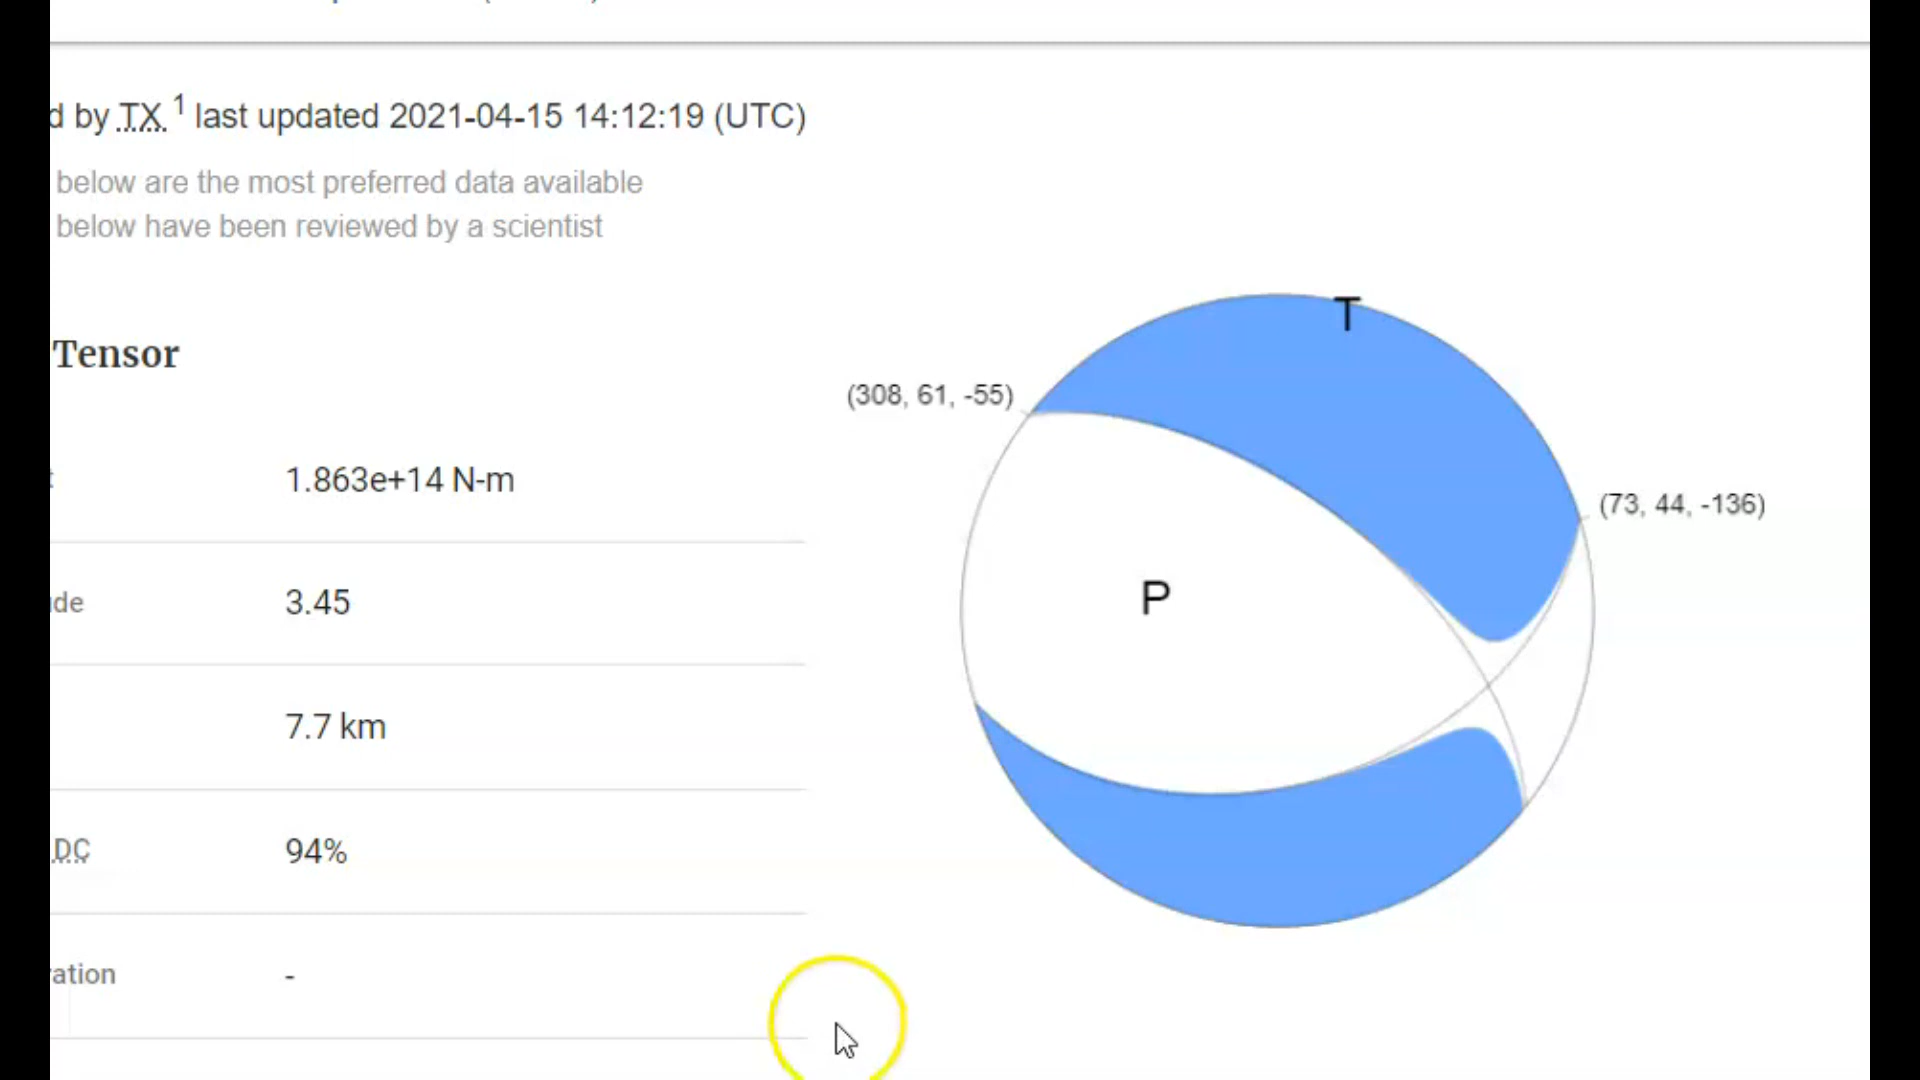 d by TX 1 last updated 2021-04-15 14:12:19 (UTC)
below are the most preferred data available
below have been reviewed by a scientist
Tensor
1.863e+14 N-m
de 3.45
7.7 km
DC 94%
ation -
T
(308, 61, -55)
(73, 44, -136)
P